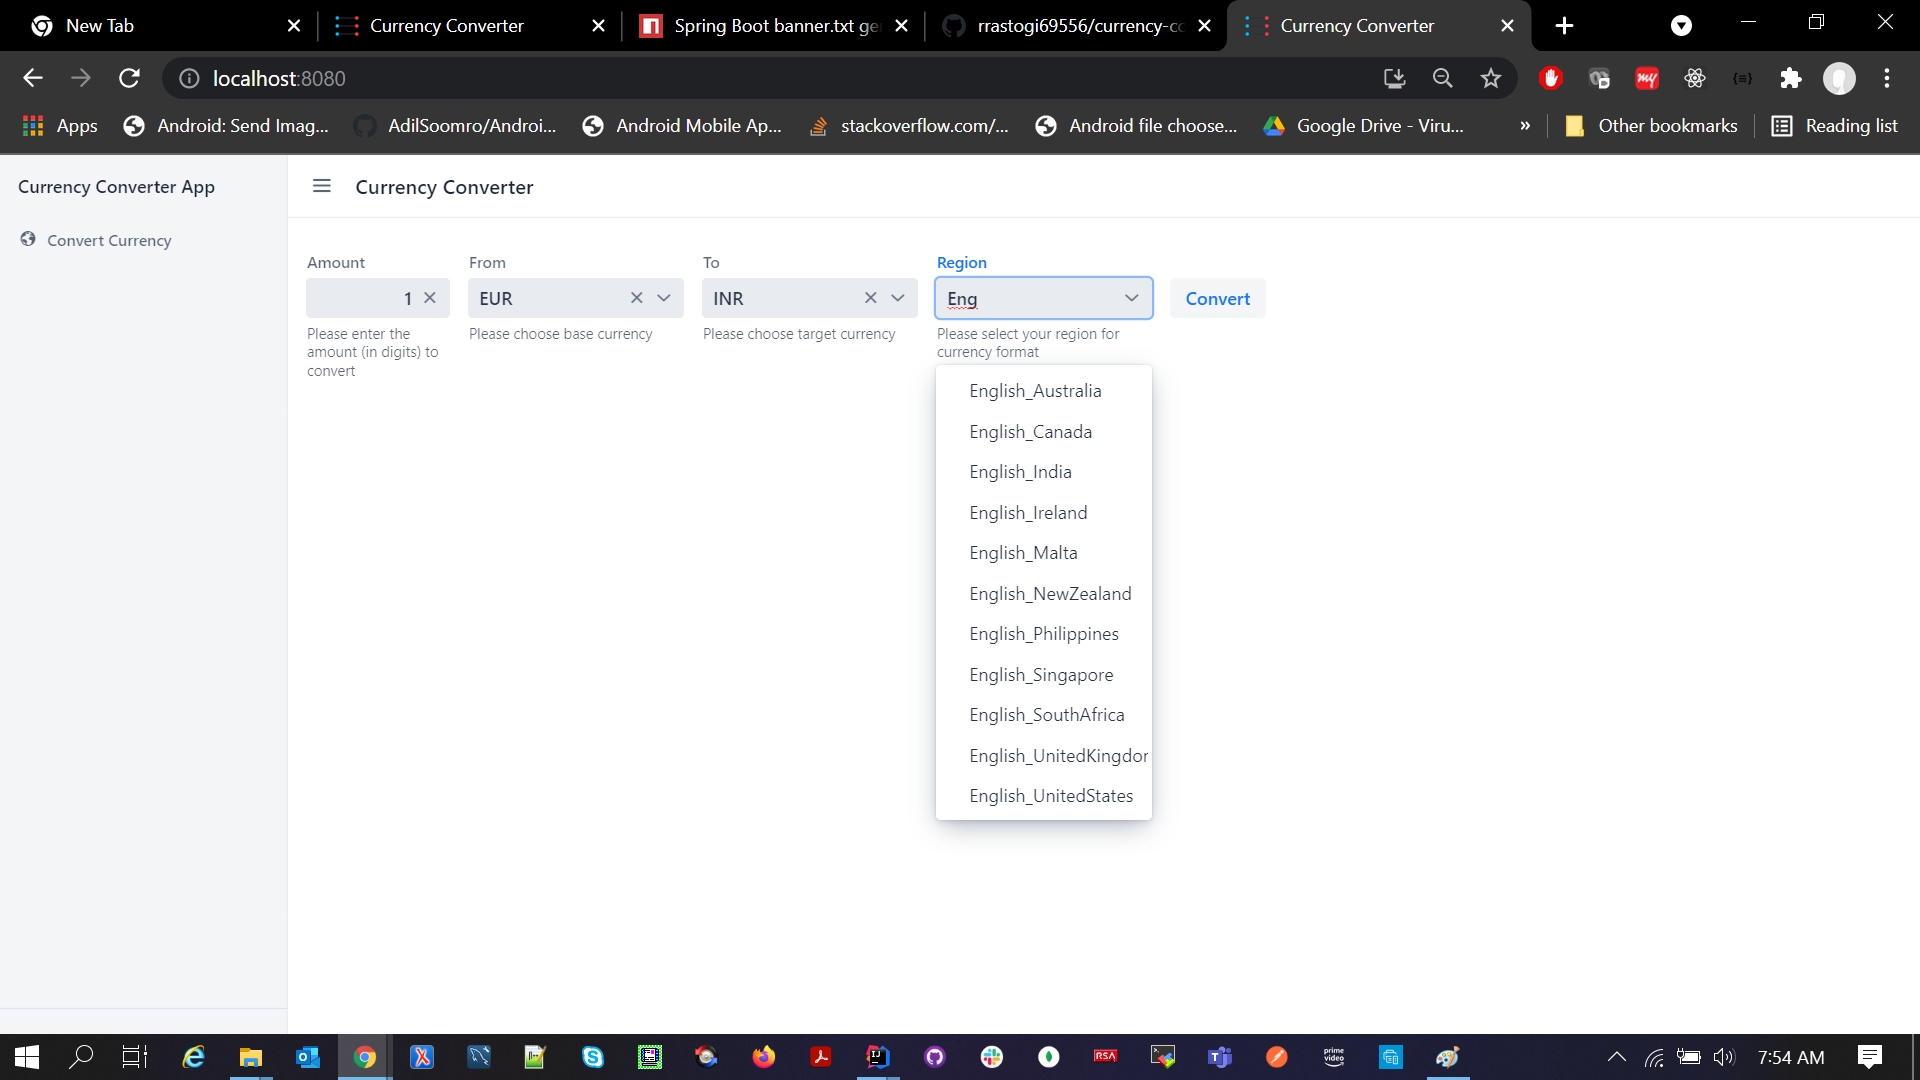 New Tab
Currency Converter
Spring Boot banner.txt ge
rrastogi69556/currency-co
Currency Converter
localhost:8080
Apps
Android: Send Imag...
AdilSoomro/Androi...
Android Mobile Ap...
stackoverflow.com/...
Android file choose...
Google Drive - Viru...
»
Other bookmarks
Reading list
Currency Converter App
Currency Converter
Convert Currency
Amount
From
To
Region
1
EUR
INR
Eng
Convert
Please enter the
amount (in digits) to
convert
Please choose base currency
Please choose target currency
Please select your region for
currency format
English_Australia
English_Canada
English_India
English_Ireland
English_Malta
English_NewZealand
English_Philippines
English_Singapore
English_SouthAfrica
English_UnitedKingdor
English_UnitedStates
RSA
prime
video
7:54 AM